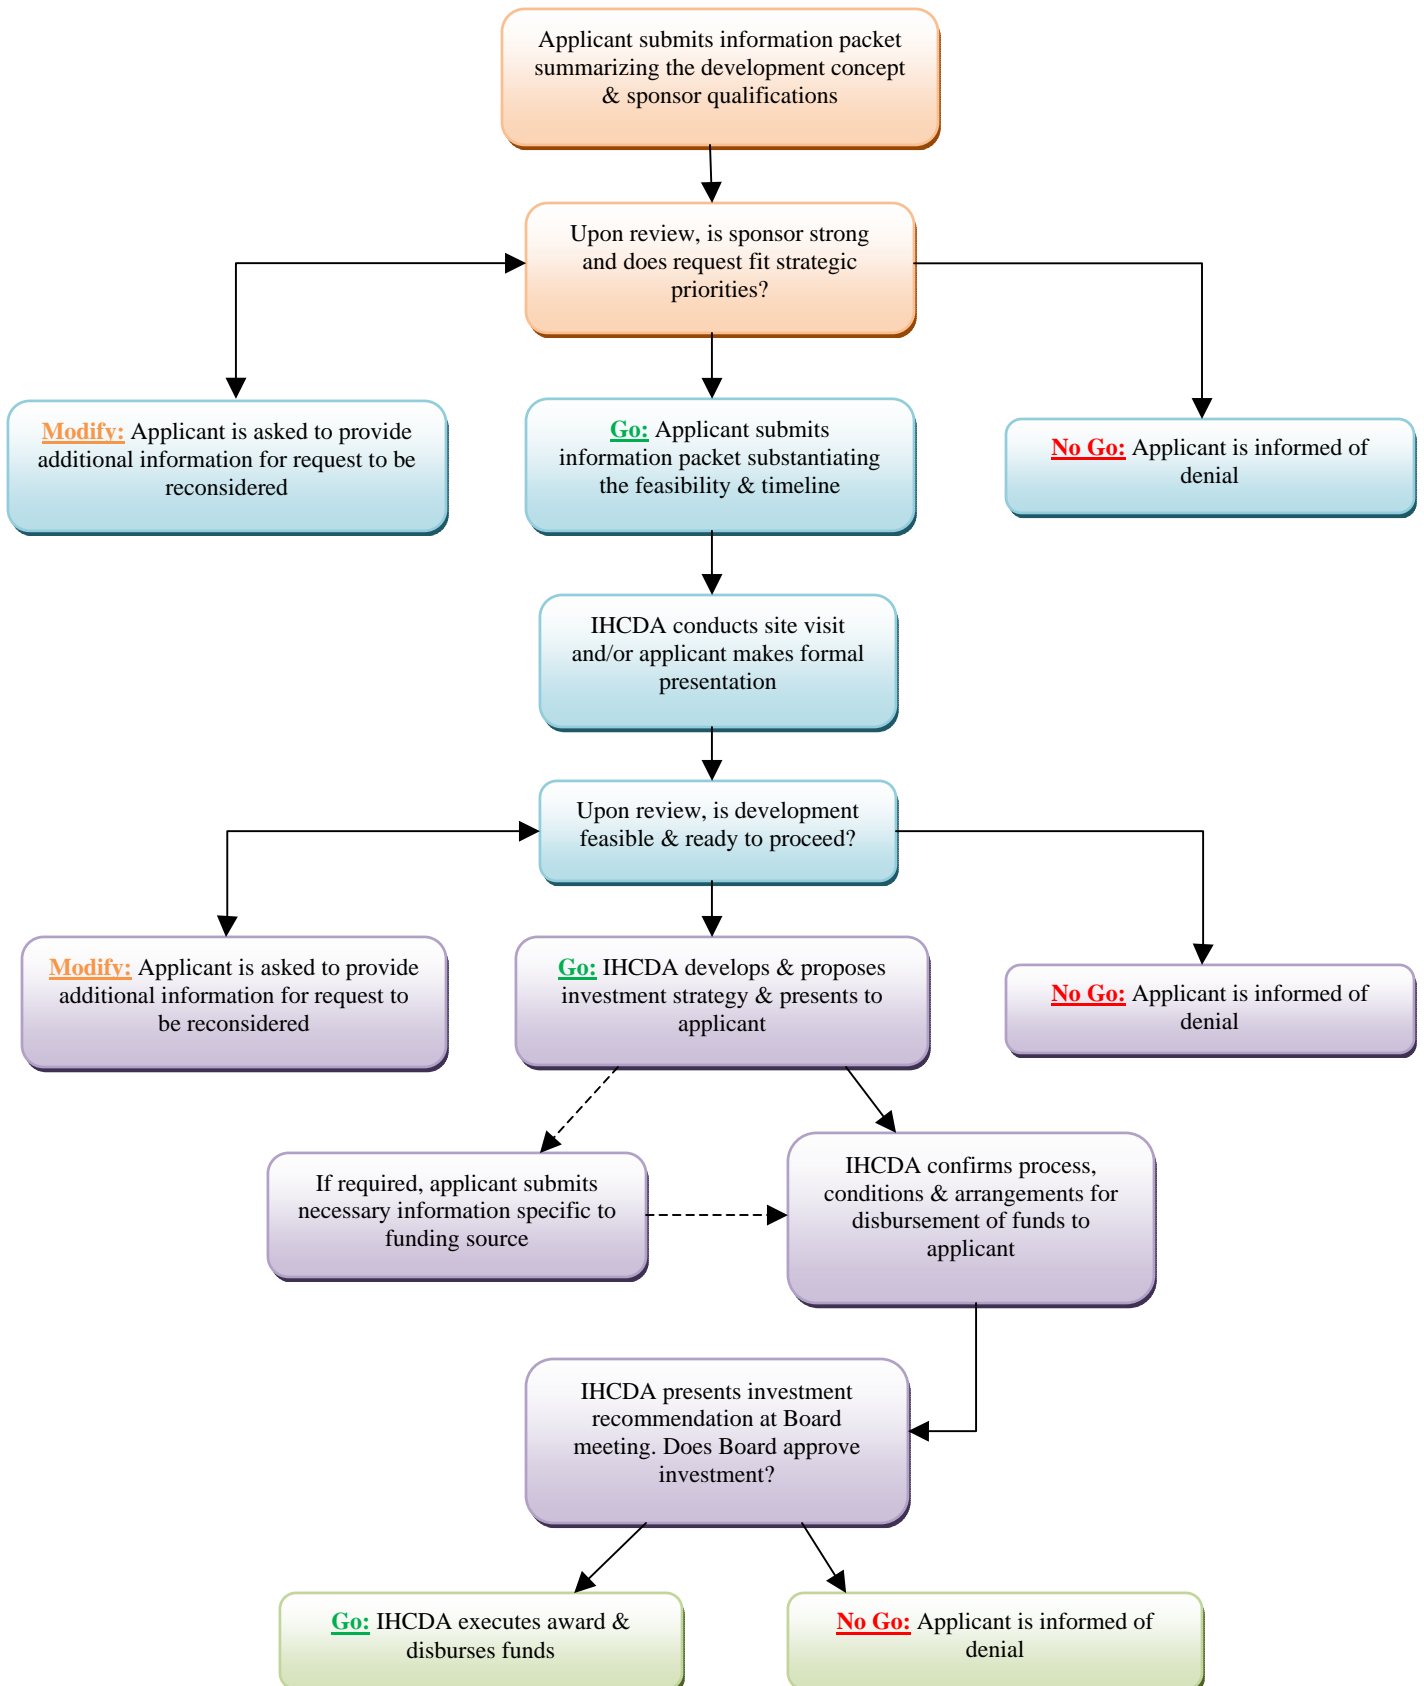 Applicant submits information packet
summarizing the development concept
& sponsor qualifications
Upon review, is sponsor strong
and does request fit strategic
priorities?
Modify: Applicant is asked to provide
additional information for request to be
reconsidered
Go: Applicant submits
information packet substantiating
the feasibility & timeline
No Go: Applicant is informed of
denial
IHCDA conducts site visit
and/or applicant makes formal
presentation
Upon review, is development
feasible & ready to proceed?
Modify: Applicant is asked to provide
additional information for request to
be reconsidered
Go: IHCDA develops & proposes
investment strategy & presents to
applicant
No Go: Applicant is informed of
denial
If required, applicant submits
necessary information specific to
funding source
IHCDA confirms process,
conditions & arrangements for
disbursement of funds to
applicant
IHCDA presents investment
recommendation at Board
meeting. Does Board approve
investment?
Go: IHCDA executes award &
disburses funds
No Go: Applicant is informed of
denial